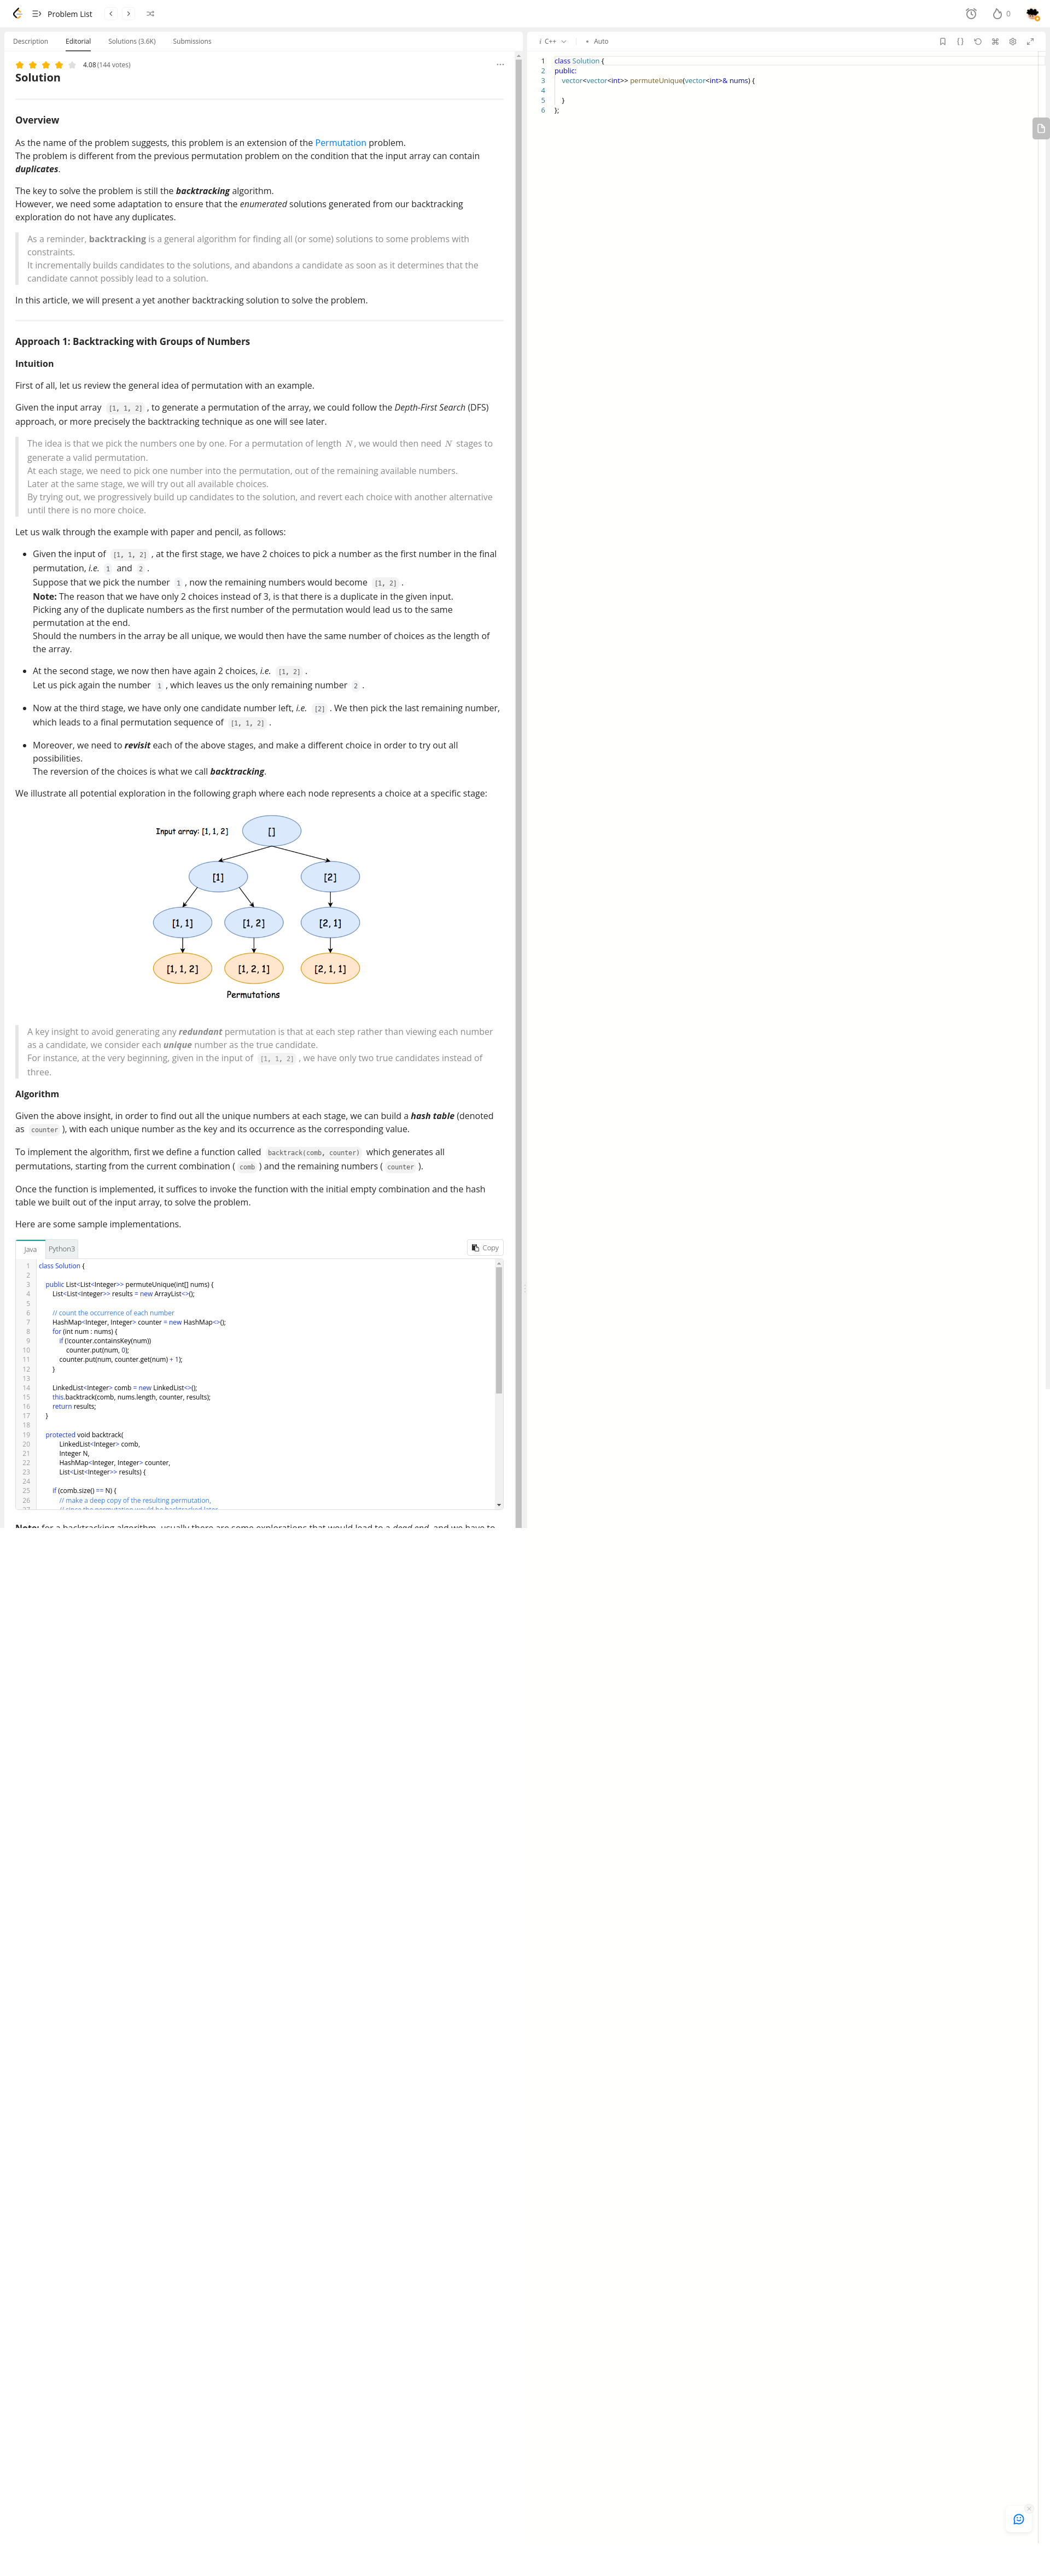 Problem List
0
Description Editorial Solutions (3.6K) Submissions
4.08 (144 votes)
Solution
Overview
As the name of the problem suggests, this problem is an extension of the Permutation problem.
The problem is different from the previous permutation problem on the condition that the input array can contain
duplicates.
The key to solve the problem is still the backtracking algorithm.
However, we need some adaptation to ensure that the enumerated solutions generated from our backtracking
exploration do not have any duplicates.
As a reminder, backtracking is a general algorithm for finding all (or some) solutions to some problems with
constraints.
It incrementally builds candidates to the solutions, and abandons a candidate as soon as it determines that the
candidate cannot possibly lead to a solution.
In this article, we will present a yet another backtracking solution to solve the problem.
Approach 1: Backtracking with Groups of Numbers
Intuition
First of all, let us review the general idea of permutation with an example.
Given the input array [1, 1, 2] , to generate a permutation of the array, we could follow the Depth-First Search (DFS)
approach, or more precisely the backtracking technique as one will see later.
The idea is that we pick the numbers one by one. For a permutation of length N, we would then need N stages to
generate a valid permutation.
At each stage, we need to pick one number into the permutation, out of the remaining available numbers.
Later at the same stage, we will try out all available choices.
By trying out, we progressively build up candidates to the solution, and revert each choice with another alternative
until there is no more choice.
Let us walk through the example with paper and pencil, as follows:
Given the input of [1, 1, 2] , at the first stage, we have 2 choices to pick a number as the first number in the final
permutation, i.e. 1 and 2 .
Suppose that we pick the number 1 , now the remaining numbers would become [1, 2] .
Note: The reason that we have only 2 choices instead of 3, is that there is a duplicate in the given input.
Picking any of the duplicate numbers as the first number of the permutation would lead us to the same
permutation at the end.
Should the numbers in the array be all unique, we would then have the same number of choices as the length of
the array.
At the second stage, we now then have again 2 choices, i.e. [1, 2] .
Let us pick again the number 1 , which leaves us the only remaining number 2 .
Now at the third stage, we have only one candidate number left, i.e. [2] . We then pick the last remaining number,
which leads to a final permutation sequence of [1, 1, 2] .
Moreover, we need to revisit each of the above stages, and make a different choice in order to try out all
possibilities.
The reversion of the choices is what we call backtracking.
We illustrate all potential exploration in the following graph where each node represents a choice at a specific stage:
Input array: [1, 1, 2] []
[1] [2]
[1, 1] [1, 2] [2, 1]
[1, 1, 2] [1, 2, 1] [2, 1, 1]
Permutations
A key insight to avoid generating any redundant permutation is that at each step rather than viewing each number
as a candidate, we consider each unique number as the true candidate.
For instance, at the very beginning, given in the input of [1, 1, 2] , we have only two true candidates instead of
three.
Algorithm
Given the above insight, in order to find out all the unique numbers at each stage, we can build a hash table (denoted
as counter ), with each unique number as the key and its occurrence as the corresponding value.
To implement the algorithm, first we define a function called backtrack(comb, counter) which generates all
permutations, starting from the current combination ( comb ) and the remaining numbers ( counter ).
Once the function is implemented, it suffices to invoke the function with the initial empty combination and the hash
table we built out of the input array, to solve the problem.
Here are some sample implementations.
Java Python3 Copy
1 class Solution {
2
3 public List<List<Integer>> permuteUnique(int[] nums) {
4 List<List<Integer>> results = new ArrayList<>();
5
6 // count the occurrence of each number
7 HashMap<Integer, Integer> counter = new HashMap<>();
8 for (int num : nums) {
9 if (!counter.containsKey(num))
10 counter.put(num, 0);
11 counter.put(num, counter.get(num) + 1);
12 }
13
14 LinkedList<Integer> comb = new LinkedList<>();
15 this.backtrack(comb, nums.length, counter, results);
16 return results;
17 }
18
19 protected void backtrack(
20 LinkedList<Integer> comb,
21 Integer N,
22 HashMap<Integer, Integer> counter,
23 List<List<Integer>> results) {
24
25 if (comb.size() == N) {
26 // make a deep copy of the resulting permutation,
27 // since the permutation would be backtracked later.
Note: for a backtracking algorithm, usually there are some explorations that would lead to a dead end, and we have to
i C++ Auto
1 class Solution {
2 public:
3 vector<vector<int>> permuteUnique(vector<int>& nums) {
4
5 }
6 };